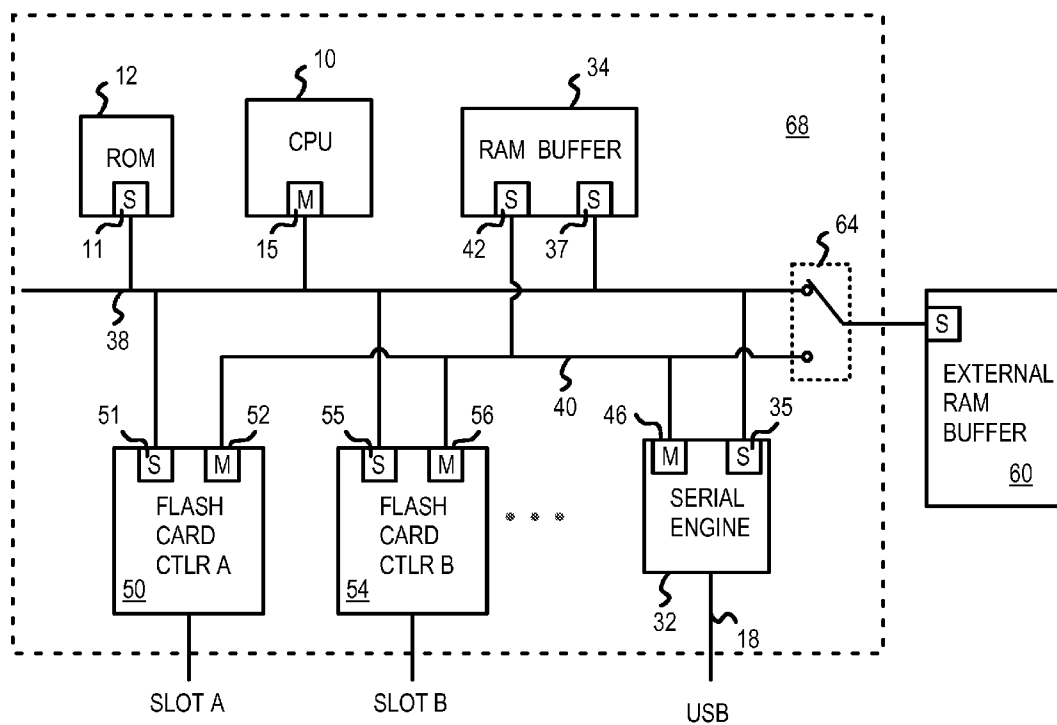 12
10
34
68
ROM
CPU
RAM BUFFER
S
M
S
S
11
15
42
37
64
38
S
40
EXTERNAL
RAM
BUFFER
60
51
52
55
56
46
35
S
M
S
M
M
S
FLASH
CARD
CTLR A
50
FLASH
CARD
CTLR B
54
SERIAL
ENGINE
32
18
SLOT A
SLOT B
USB